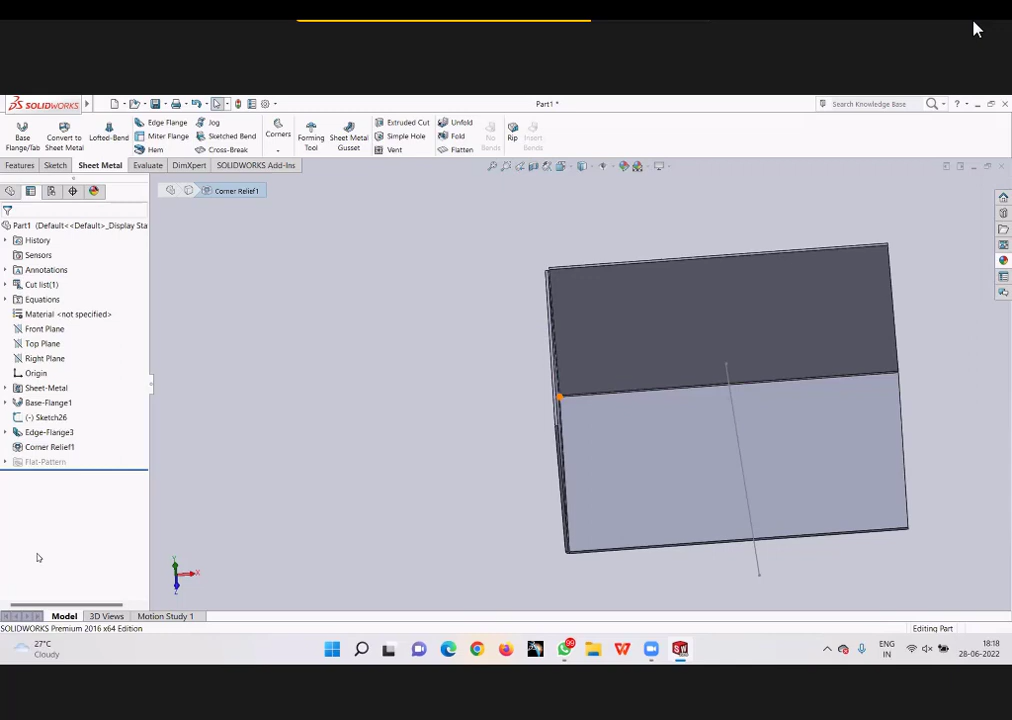 SOLIDWORKS
Part1 *
Search Knowledge Base
?
Base
Flange/Tab
Convert to
Sheet Metal
Lofted-Bend
Edge Flange
Miter Flange
Hem
Jog
Sketched Bend
Cross-Break
Corners
Forming
Tool
Sheet Metal
Gusset
Extruded Cut
Simple Hole
Vent
Unfold
Fold
Flatten
No
Bends
Rip
Insert
Bends
Features
Sketch
Sheet Metal
Evaluate
DimXpert
SOLIDWORKS Add-Ins
Corner Relief1
Part1 (Default<<Default>_Display Sta
History
Sensors
Annotations
Cut list(1)
Equations
Material <not specified>
Front Plane
Top Plane
Right Plane
Origin
Sheet-Metal
Base-Flange1
(-) Sketch26
Edge-Flange3
Corner Relief1
Flat-Pattern
Y
X
Z
Model
3D Views
Motion Study 1
SOLIDWORKS Premium 2016 x64 Edition
Editing Part
27°C
Cloudy
99
ENG
IN
18:18
28-06-2022